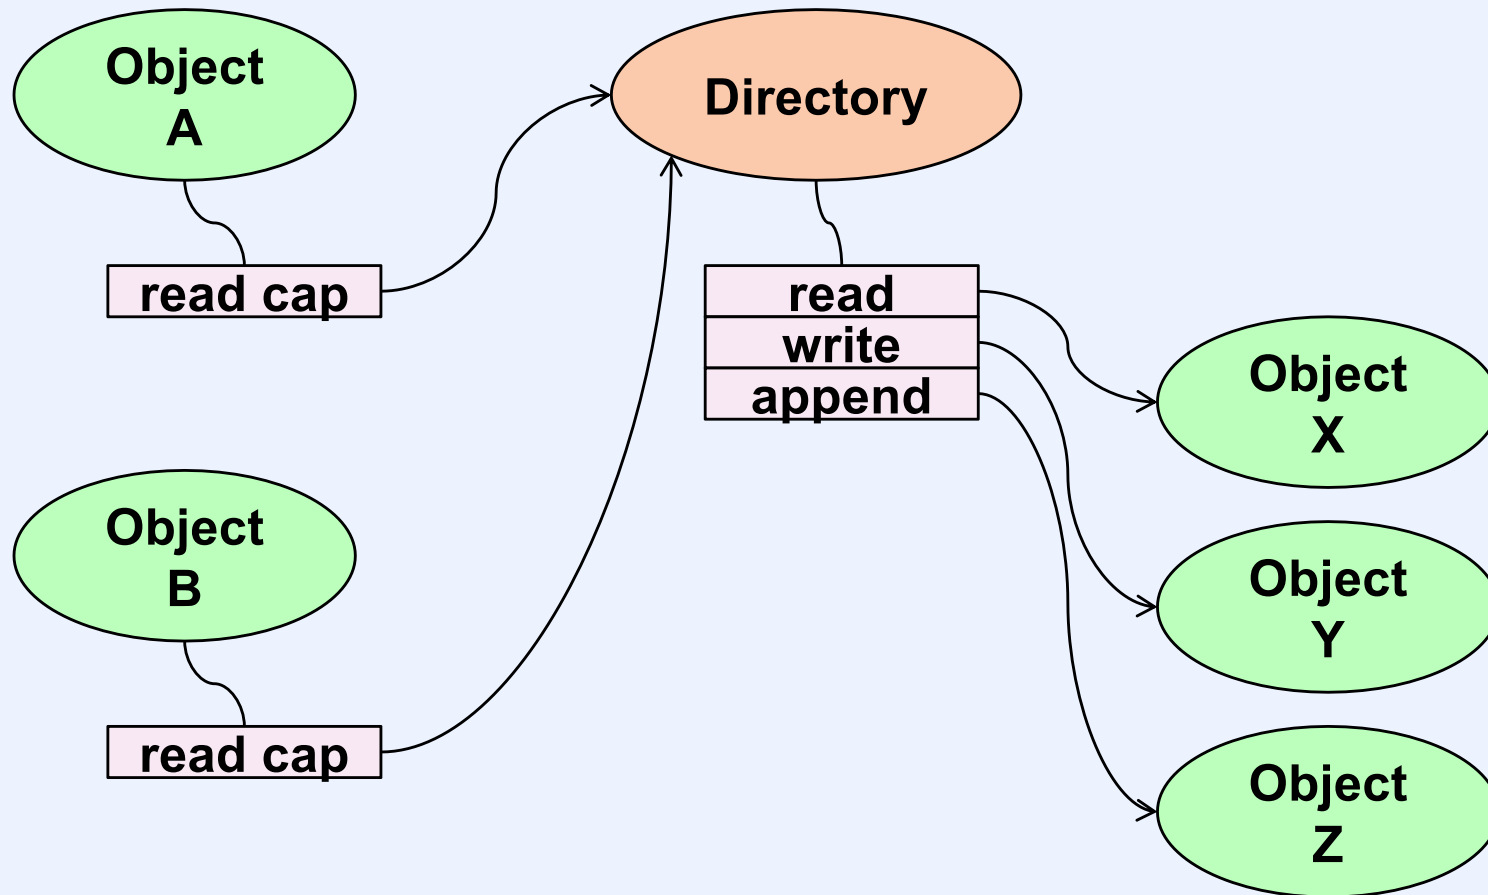 Object
A
Directory
read cap
read
write
append
Object
X
Object
B
Object
Y
read cap
Object
Z